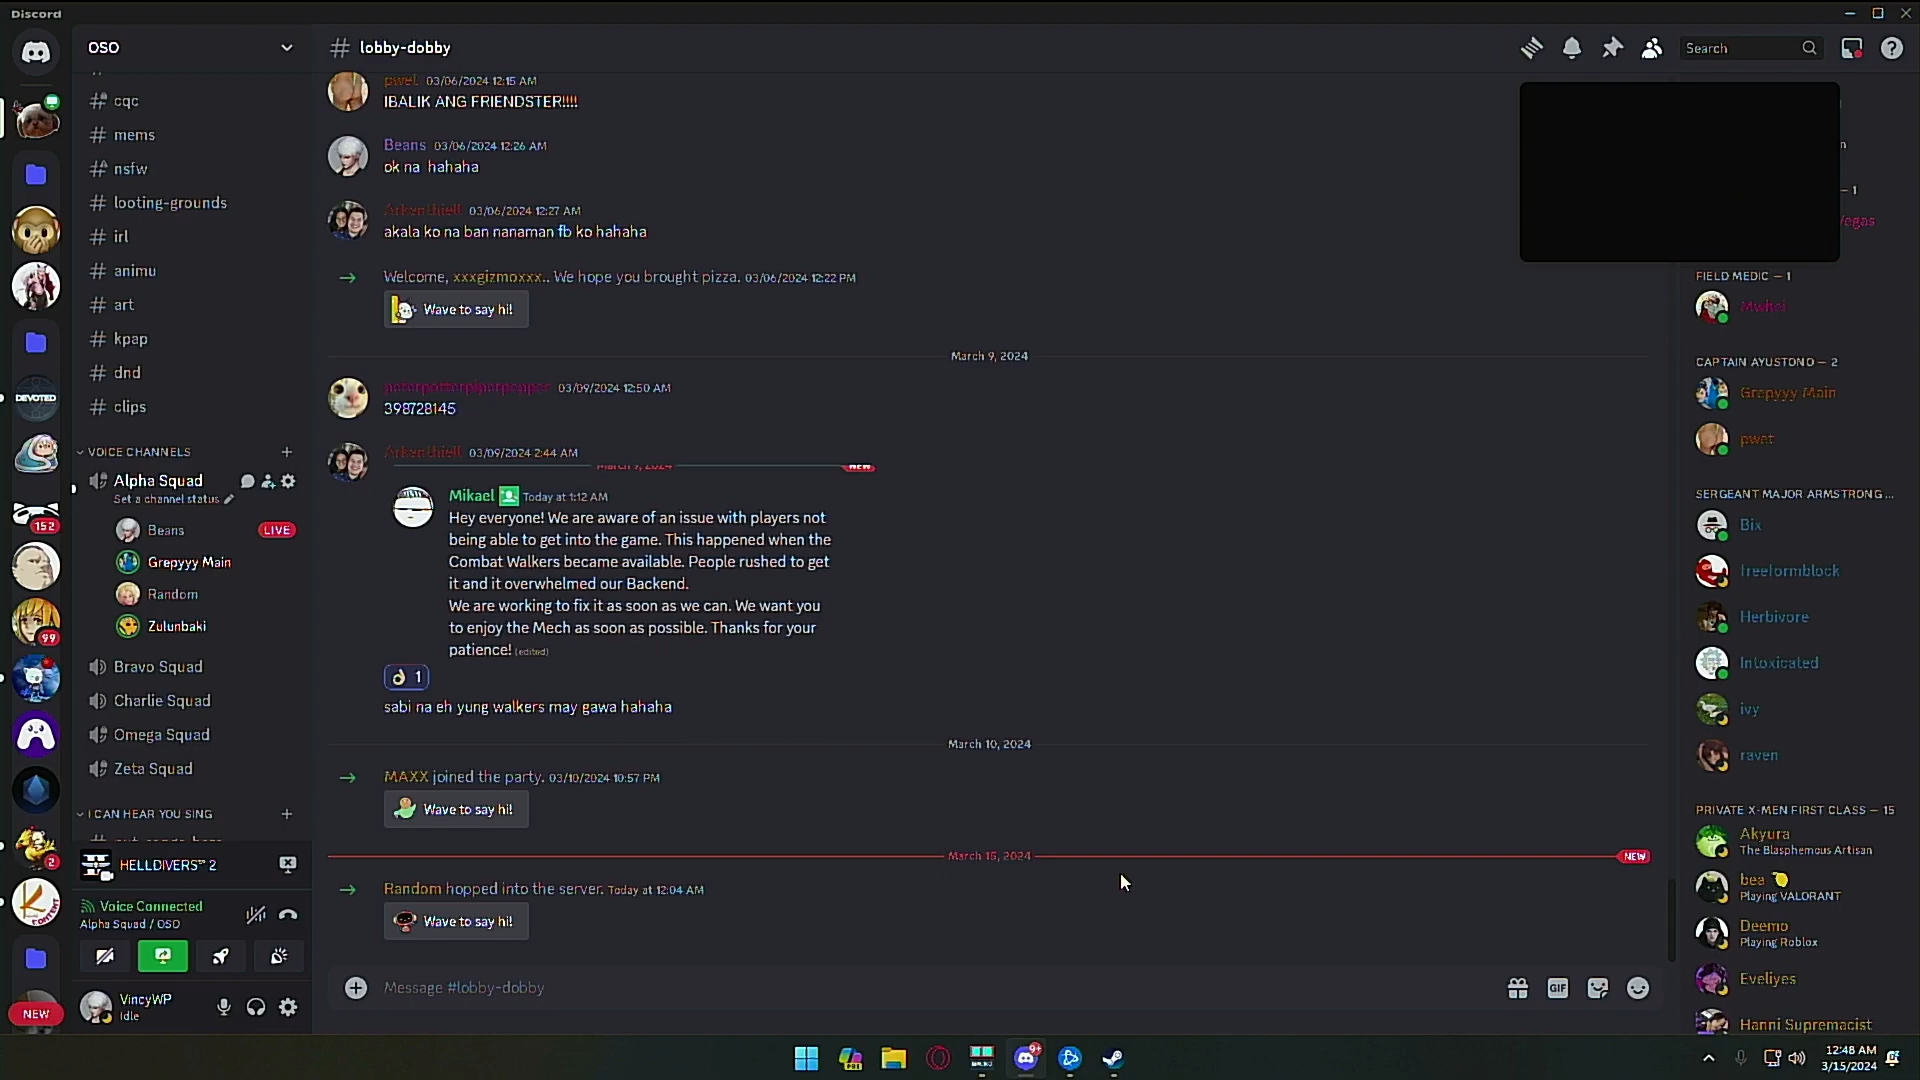 Discord
OSO
# lobby-dobby
Search
cqc
mems
nsfw
looting-grounds
irl
animu
art
kpap
dnd
clips
VOICE CHANNELS
Alpha Squad
Set a channel status
Beans
LIVE
Grepyyy Main
Random
Zulunbaki
Bravo Squad
Charlie Squad
Omega Squad
Zeta Squad
I CAN HEAR YOU SING
HELLDIVERS™ 2
Voice Connected
Alpha Squad / OSO
VincyWP
Idle
DEVOTED
152
99
2
NEW
03/06/2024 12:15 AM
IBALIK ANG FRIENDSTER!!!!
Beans 03/06/2024 12:26 AM
ok na hahaha
Arkanthiell 03/06/2024 12:27 AM
akala ko na ban nanaman fb ko hahaha
Welcome, xxxgizmoxxx.. We hope you brought pizza. 03/06/2024 12:22 PM
Wave to say hi!
March 9, 2024
03/09/2024 12:50 AM
398728145
Arkanthiell 03/09/2024 2:44 AM
March 9, 2024 NEW
Mikael Today at 1:12 AM
Hey everyone! We are aware of an issue with players not
being able to get into the game. This happened when the
Combat Walkers became available. People rushed to get
it and it overwhelmed our Backend.
We are working to fix it as soon as we can. We want you
to enjoy the Mech as soon as possible. Thanks for your
patience! (edited)
1
sabi na eh yung walkers may gawa hahaha
March 10, 2024
MAXX joined the party. 03/10/2024 10:57 PM
Wave to say hi!
March 15, 2024 NEW
Random hopped into the server. Today at 12:04 AM
Wave to say hi!
Message #lobby-dobby
GIF
FIELD MEDIC — 1
Mwhei
CAPTAIN AYUSTONO — 2
Grepyyy Main
pwet
SERGEANT MAJOR ARMSTRONG ...
Bix
freeformblock
Herbivore
Intoxicated
ivy
raven
PRIVATE X-MEN FIRST CLASS — 15
Akyura
The Blasphemous Artisan
bea
Playing VALORANT
Deemo
Playing Roblox
Eveliyes
Hanni Supremacist
9+
12:48 AM
3/15/2024